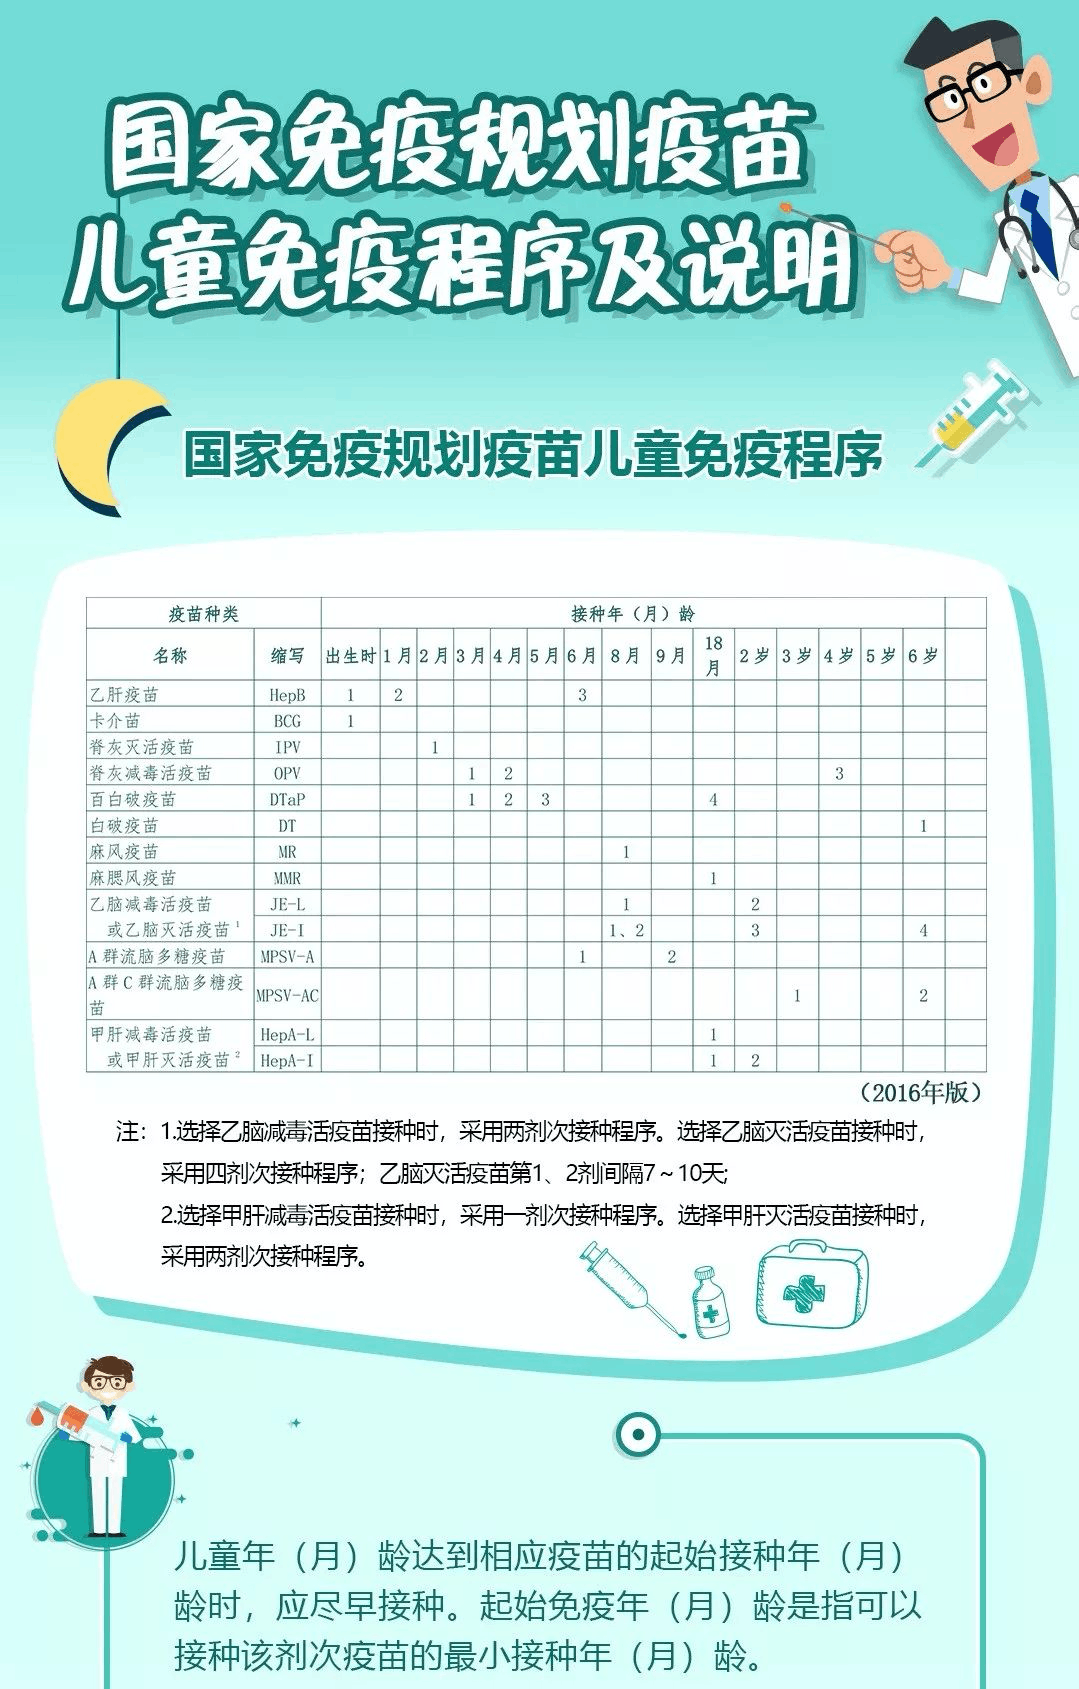 国家免疫规划疫苗
儿童免疫程序及说明
国家免疫规划疫苗儿童免疫程序
疫苗种类 接种年（月）龄
名称 缩写 出生时 1月 2月 3月 4月 5月 6月 8月 9月 18月 2岁 3岁 4岁 5岁 6岁
乙肝疫苗 HepB 1 2 3
卡介苗 BCG 1
脊灰灭活疫苗 IPV 1
脊灰减毒活疫苗 OPV 1 2 3
百白破疫苗 DTaP 1 2 3 4
白破疫苗 DT 1
麻风疫苗 MR 1
麻腮风疫苗 MMR 1
乙脑减毒活疫苗 JE-L 1 2
或乙脑灭活疫苗1 JE-I 1、2 3 4
A群流脑多糖疫苗 MPSV-A 1 2
A群C群流脑多糖疫苗 MPSV-AC 1 2
甲肝减毒活疫苗 HepA-L 1
或甲肝灭活疫苗2 HepA-I 1 2
（2016年版）
注：1.选择乙脑减毒活疫苗接种时，采用两剂次接种程序。选择乙脑灭活疫苗接种时，
采用四剂次接种程序；乙脑灭活疫苗第1、2剂间隔7～10天;
2.选择甲肝减毒活疫苗接种时，采用一剂次接种程序。选择甲肝灭活疫苗接种时，
采用两剂次接种程序。
儿童年（月）龄达到相应疫苗的起始接种年（月）
龄时，应尽早接种。起始免疫年（月）龄是指可以
接种该剂次疫苗的最小接种年（月）龄。